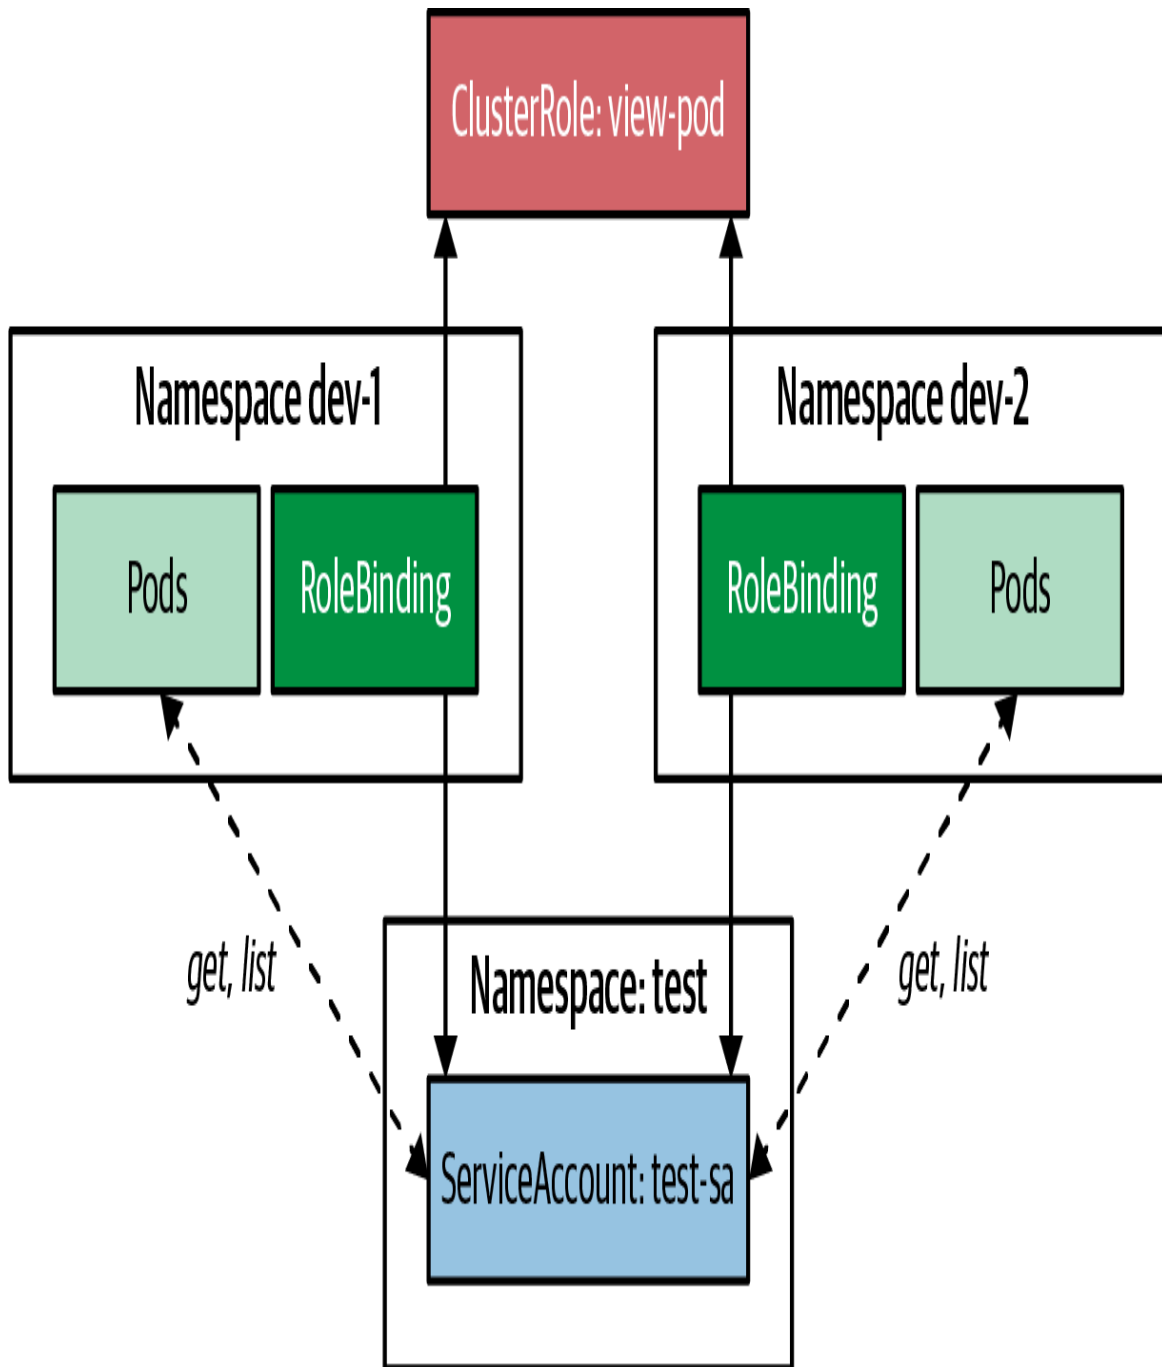 ClusterRole: view-pod
Namespace dev-1
Namespace dev-2
Pods
RoleBinding
RoleBinding
Pods
get, list
get, list
Namespace: test
ServiceAccount: test-sa